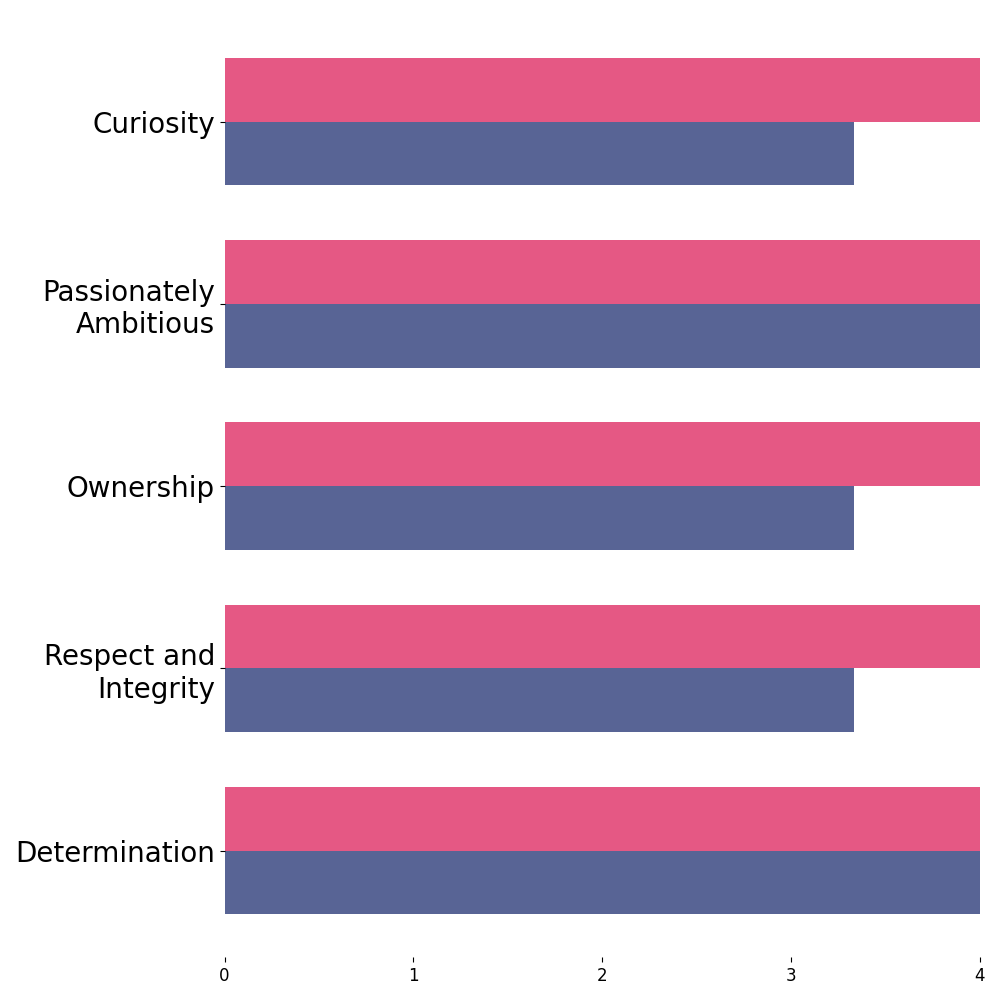 Curiosity
Passionately
Ambitious
Ownership
Respect and
Integrity
Determination
0 1 2 3 4